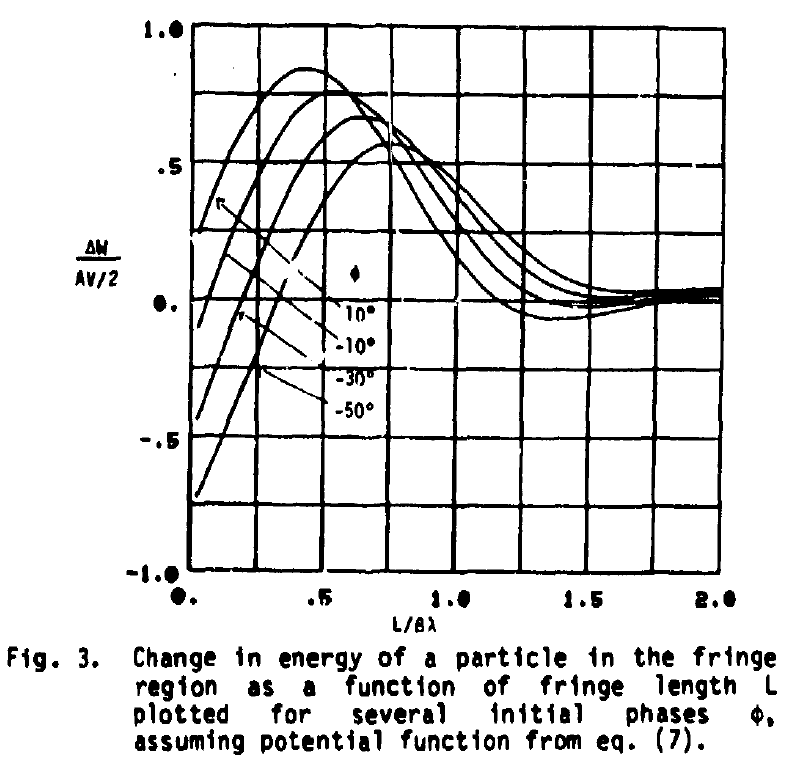 1.0
.5
ΔW
AV/2
0.
-.5
-1.0
ϕ
10°
-10°
-30°
-50°
0.
.5
1.0
1.5
2.0
L/βλ
Fig. 3. Change in energy of a particle in the fringe
region as a function of fringe length L
plotted for several initial phases ϕ,
assuming potential function from eq. (7).